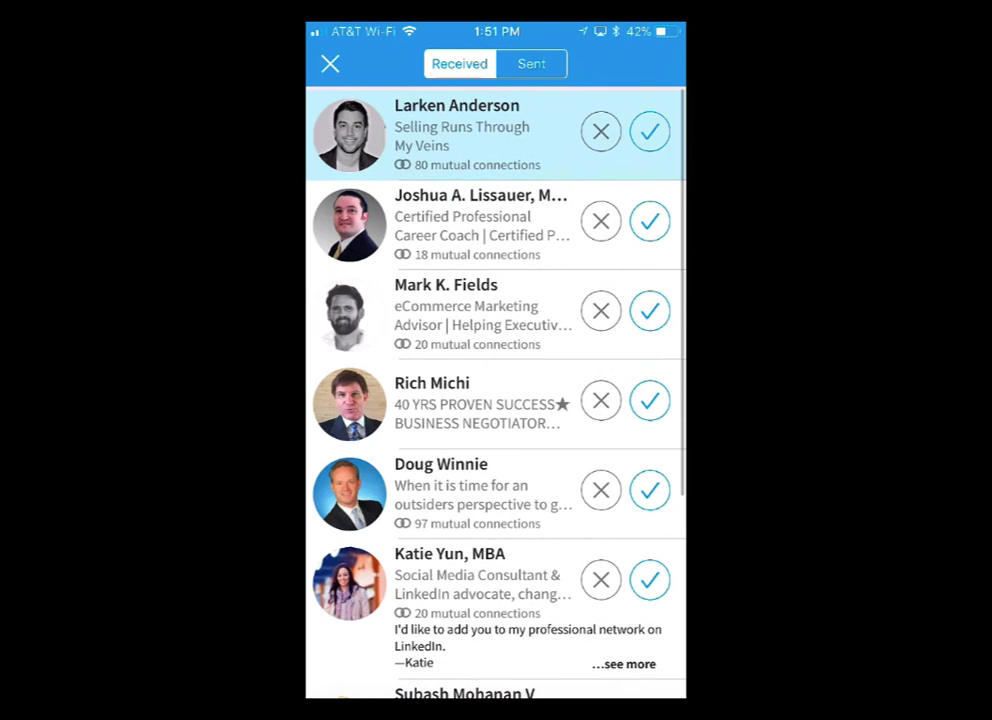 AT&T Wi-Fi 1:51 PM 42%
Received Sent
Larken Anderson
Selling Runs Through
My Veins
80 mutual connections
Joshua A. Lissauer, M...
Certified Professional
Career Coach | Certified P...
18 mutual connections
Mark K. Fields
eCommerce Marketing
Advisor | Helping Executiv...
20 mutual connections
Rich Michi
40 YRS PROVEN SUCCESS★
BUSINESS NEGOTIATOR...
Doug Winnie
When it is time for an
outsiders perspective to g...
97 mutual connections
Katie Yun, MBA
Social Media Consultant &
LinkedIn advocate, chang...
20 mutual connections
I'd like to add you to my professional network on
LinkedIn.
—Katie ...see more
Subash Mohanan V